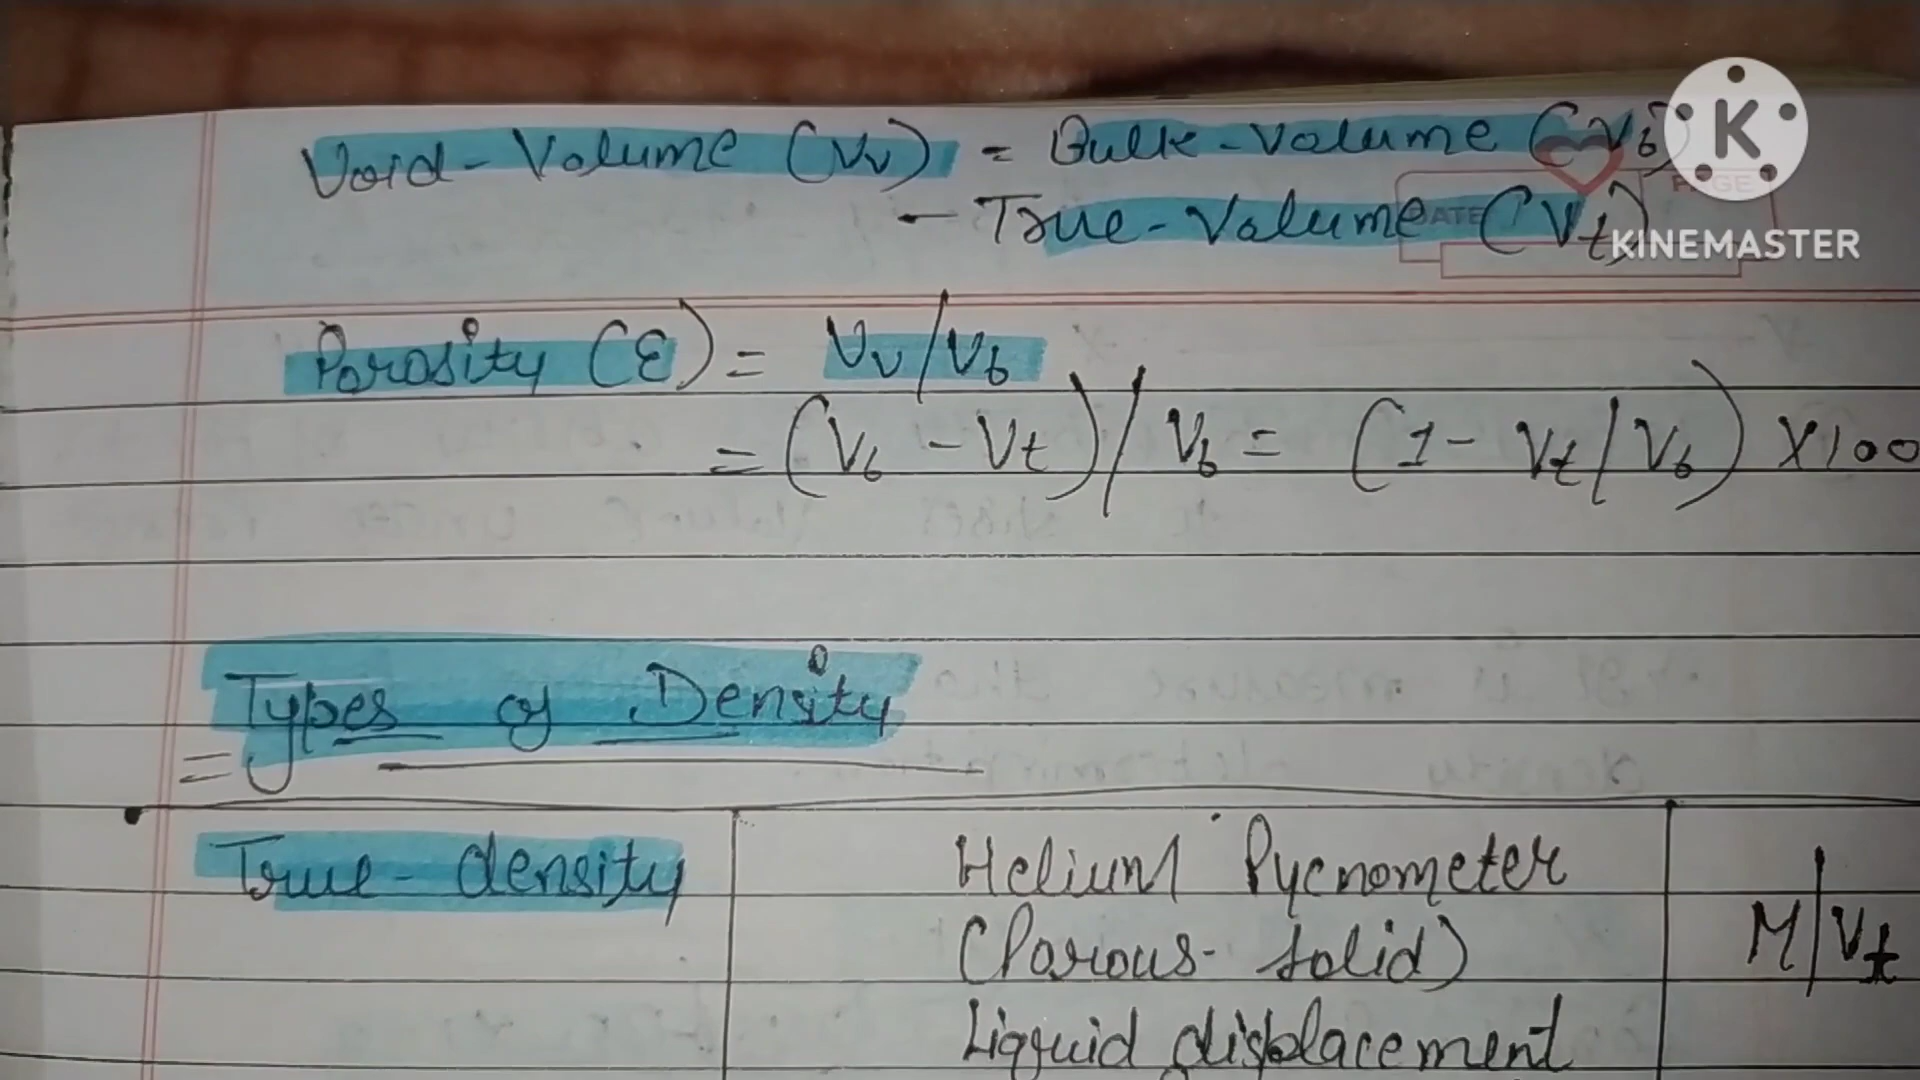 Void-Volume (Vv) = Bulk-Volume (Vb)
- True-Volume (Vt)
K
KINEMASTER
DATE
Porosity (ε) = Vv/Vb
= (Vb - Vt)/Vb = (1 - Vt/Vb) X100
Types of Density
True-density
Helium Pycnometer
(Porous-solid)
M/Vt
Liquid displacement